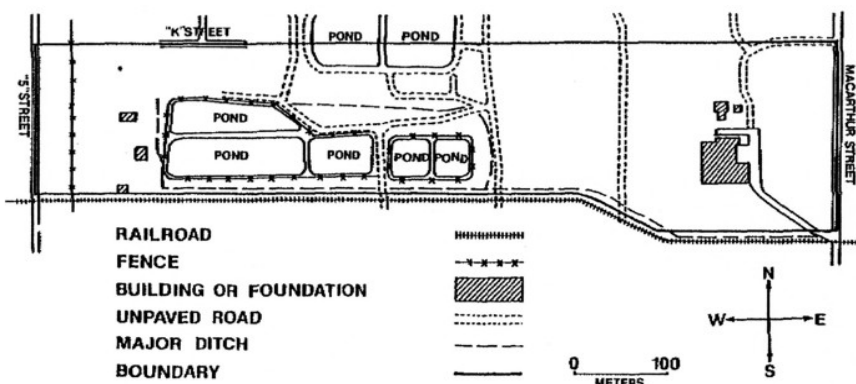 "K" STREET
POND POND
"S" STREET
MACARTHUR STREET
POND
POND POND POND POND
RAILROAD
FENCE
BUILDING OR FOUNDATION
UNPAVED ROAD
MAJOR DITCH
BOUNDARY
N
W E
S
0 100
METERS